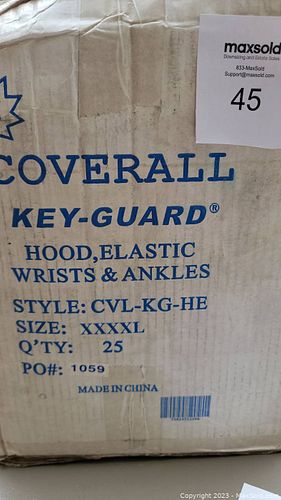 maxsold
Downsizing and Estate Sales
833-MaxSold
Support@maxsold.com
45
COVERALL
KEY-GUARD®
HOOD,ELASTIC
WRISTS & ANKLES
STYLE: CVL-KG-HE
SIZE: XXXXL
Q'TY: 25
PO#: 1059
MADE IN CHINA
Copyright 2023 - MaxSold